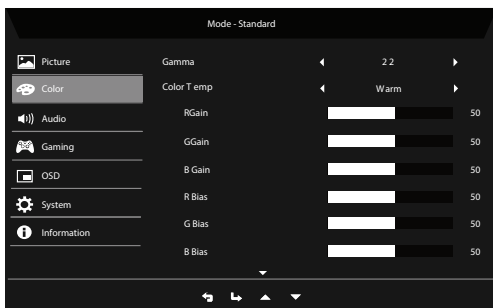 Mode - Standard
Picture
Color
Audio
Gaming
OSD
System
Information
Gamma 2 2
Color T emp Warm
RGain 50
GGain 50
B Gain 50
R Bias 50
G Bias 50
B Bias 50